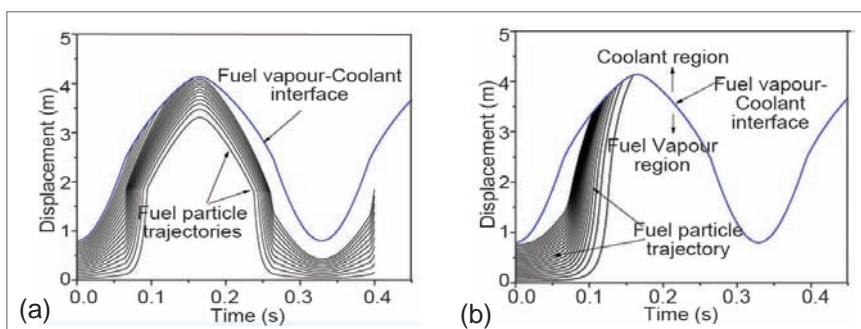 5
4
3
2
1
0
Displacement (m)
Fuel vapour-Coolant
interface
Fuel particle
trajectories
0.0 0.1 0.2 0.3 0.4
Time (s)
(a)
5
4
3
2
1
0
Displacement (m)
Coolant region
Fuel vapour-
Coolant
interface
Fuel Vapour
region
Fuel particle
trajectory
0.0 0.1 0.2 0.3 0.4
Time (s)
(b)